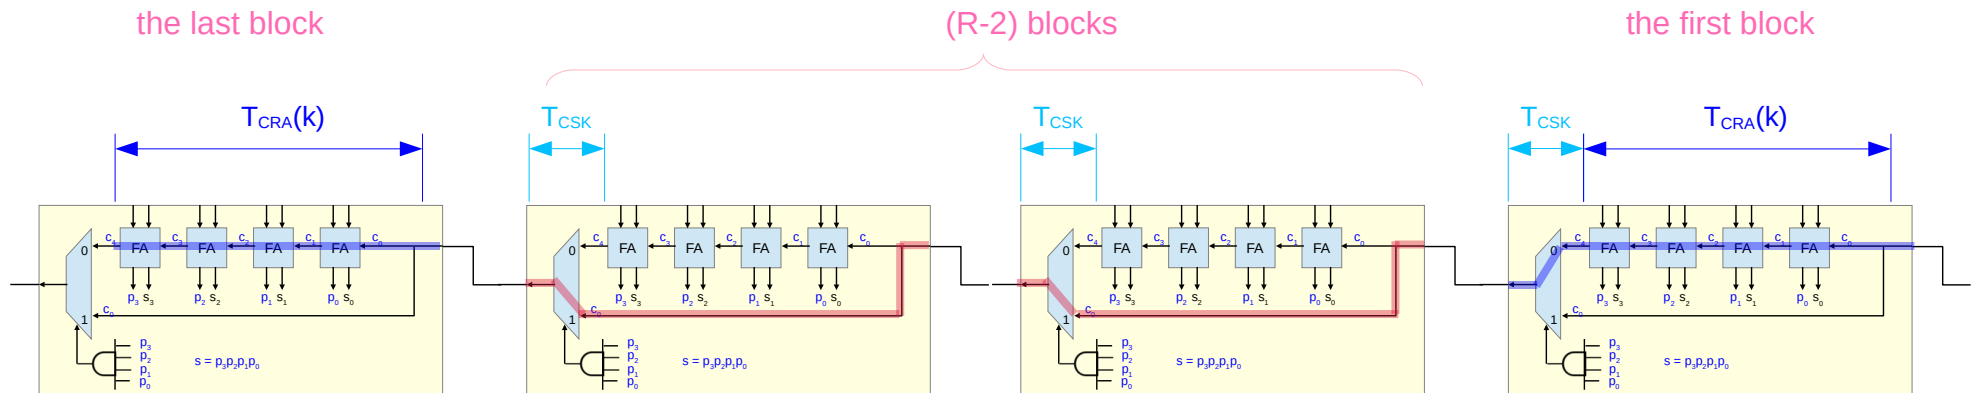 the last block (R-2) blocks the first block
T_CRA(k) T_CSK T_CSK T_CSK T_CRA(k)
0 c₄ FA c₃ FA c₂ FA c₁ FA c₀
p₃ s₃ p₂ s₂ p₁ s₁ p₀ s₀
1 c₀
p₃
p₂
p₁
p₀
s = p₃p₂p₁p₀
0 c₄ FA c₃ FA c₂ FA c₁ FA c₀
p₃ s₃ p₂ s₂ p₁ s₁ p₀ s₀
1 c₀
p₃
p₂
p₁
p₀
s = p₃p₂p₁p₀
0 c₄ FA c₃ FA c₂ FA c₁ FA c₀
p₃ s₃ p₂ s₂ p₁ s₁ p₀ s₀
1 c₀
p₃
p₂
p₁
p₀
s = p₃p₂p₁p₀
0 c₄ FA c₃ FA c₂ FA c₁ FA c₀
p₃ s₃ p₂ s₂ p₁ s₁ p₀ s₀
1 c₀
p₃
p₂
p₁
p₀
s = p₃p₂p₁p₀